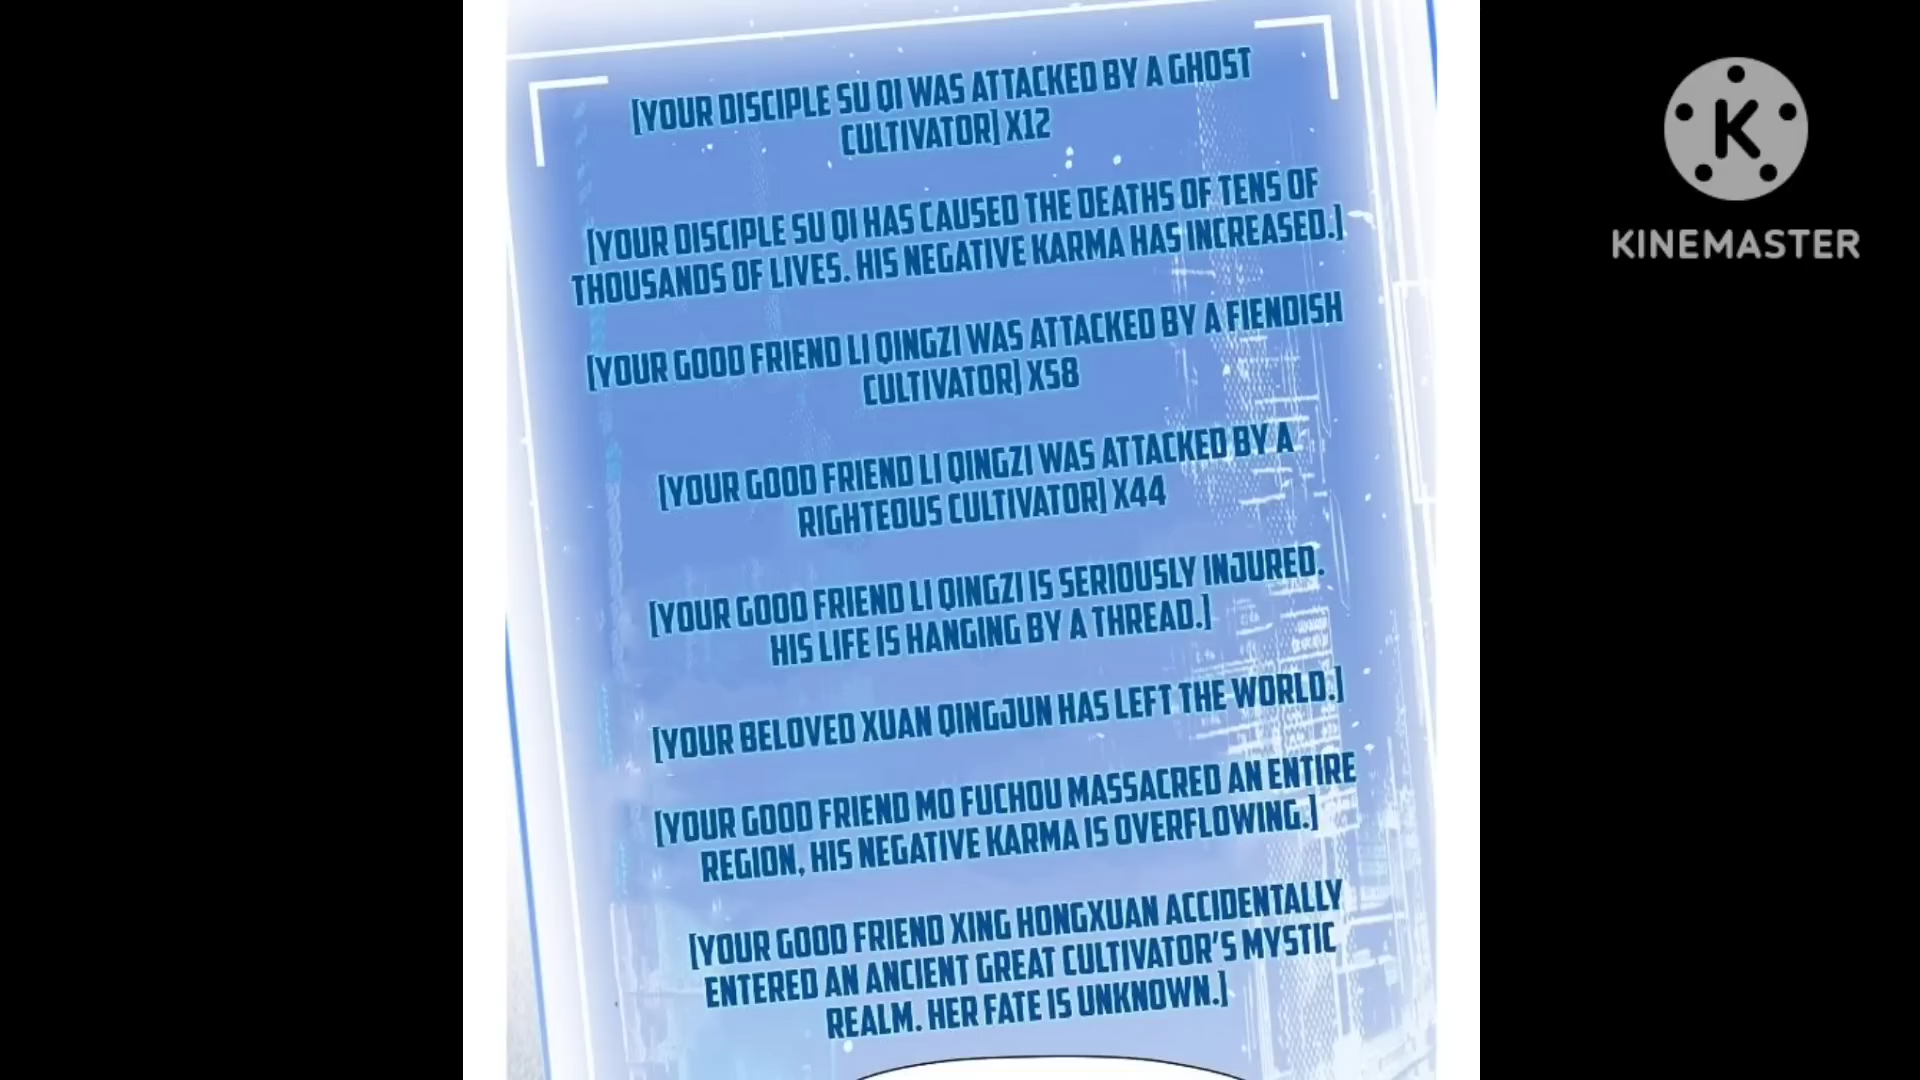 [YOUR DISCIPLE SU QI WAS ATTACKED BY A GHOST
CULTIVATOR] X12
[YOUR DISCIPLE SU QI HAS CAUSED THE DEATHS OF TENS OF
THOUSANDS OF LIVES. HIS NEGATIVE KARMA HAS INCREASED.]
[YOUR GOOD FRIEND LI QINGZI WAS ATTACKED BY A FIENDISH
CULTIVATOR] X58
[YOUR GOOD FRIEND LI QINGZI WAS ATTACKED BY A
RIGHTEOUS CULTIVATOR] X44
[YOUR GOOD FRIEND LI QINGZI IS SERIOUSLY INJURED.
HIS LIFE IS HANGING BY A THREAD.]
[YOUR BELOVED XUAN QINGJUN HAS LEFT THE WORLD.]
[YOUR GOOD FRIEND MO FUCHOU MASSACRED AN ENTIRE
REGION, HIS NEGATIVE KARMA IS OVERFLOWING.]
[YOUR GOOD FRIEND XING HONGXUAN ACCIDENTALLY
ENTERED AN ANCIENT GREAT CULTIVATOR'S MYSTIC
REALM. HER FATE IS UNKNOWN.]
K
KINEMASTER